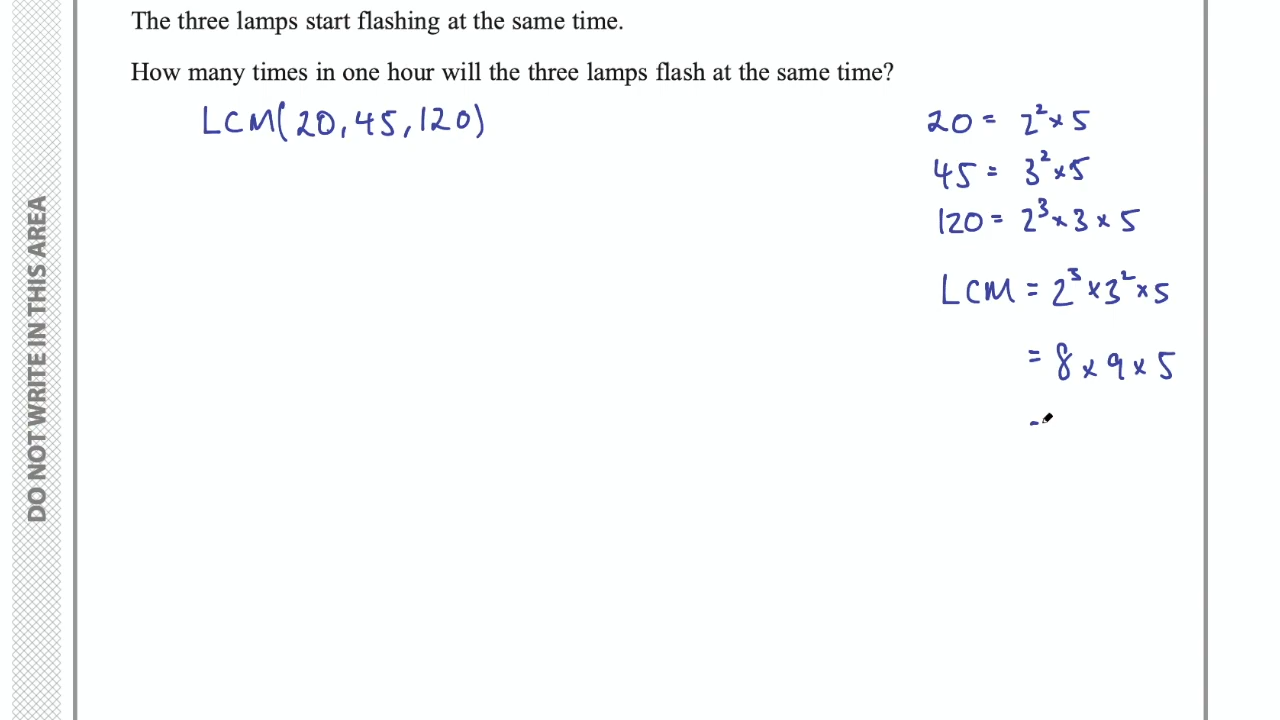 The three lamps start flashing at the same time.
How many times in one hour will the three lamps flash at the same time?
LCM(20,45,120)
20 = 2² × 5
45 = 3² × 5
120 = 2³ × 3 × 5
LCM = 2³ × 3² × 5
= 8 × 9 × 5
DO NOT WRITE IN THIS AREA